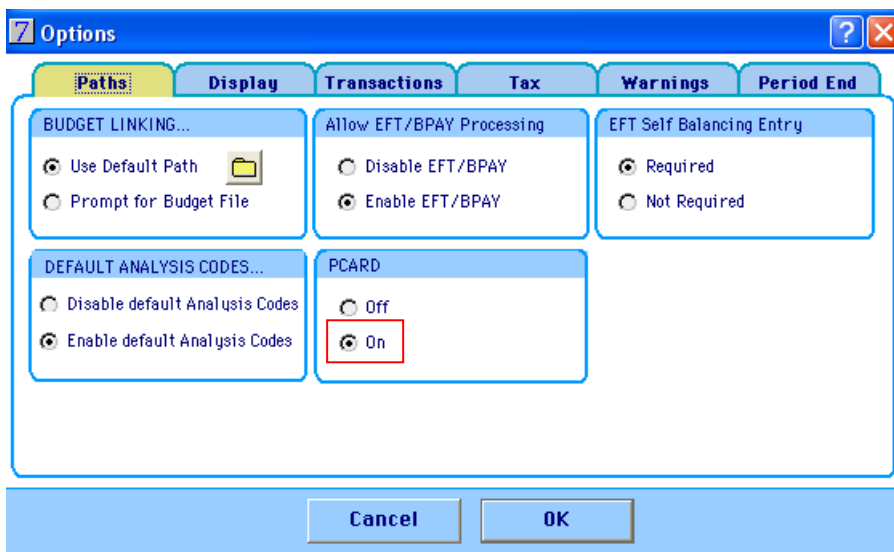 7 Options
Paths Display Transactions Tax Warnings Period End
BUDGET LINKING...
Use Default Path
Prompt for Budget File
Allow EFT/BPAY Processing
Disable EFT/BPAY
Enable EFT/BPAY
EFT Self Balancing Entry
Required
Not Required
DEFAULT ANALYSIS CODES...
Disable default Analysis Codes
Enable default Analysis Codes
PCARD
Off
On
Cancel OK